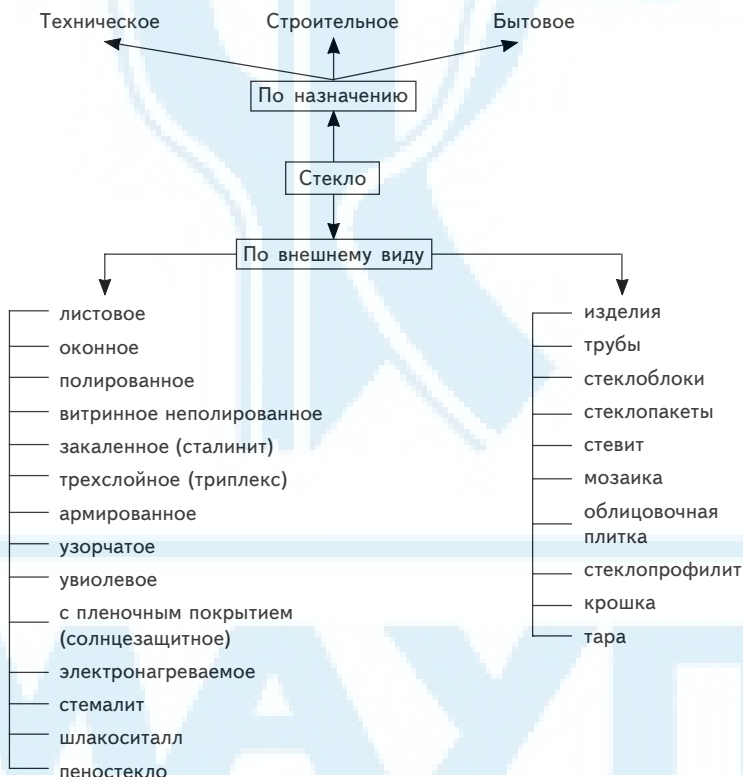 Техническое
Строительное
Бытовое
По назначению
Стекло
По внешнему виду
листовое
оконное
полированное
витринное неполированное
закаленное (сталинит)
трехслойное (триплекс)
армированное
узорчатое
увиолевое
с пленочным покрытием
(солнцезащитное)
электронагреваемое
стемалит
шлакоситалл
пеностекло
изделия
трубы
стеклоблоки
стеклопакеты
стевит
мозаика
облицовочная
плитка
стеклопрофилит
крошка
тара
МАУП